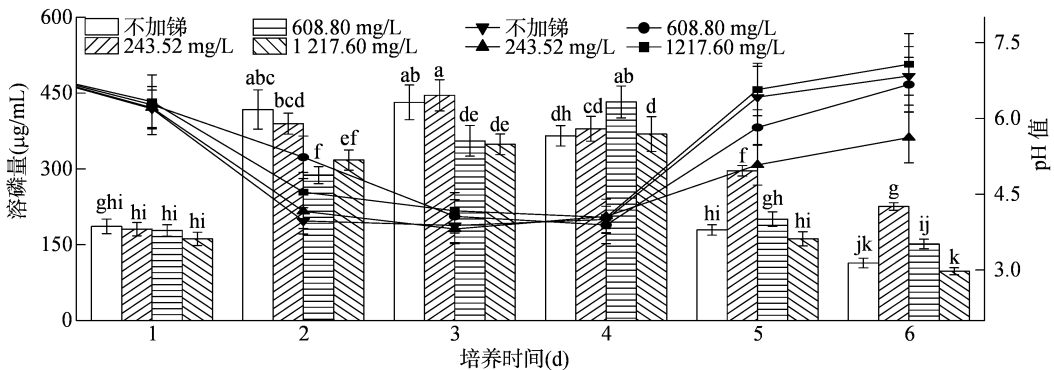 600
450
300
150
0
溶磷量(μg/mL)
不加锑
608.80 mg/L
243.52 mg/L
1 217.60 mg/L
不加锑
608.80 mg/L
243.52 mg/L
1217.60 mg/L
7.5
6.0
4.5
3.0
pH 值
ghi hi hi hi
abc bcd f ef
ab a de de
dh cd ab d
hi f gh hi
jk g ij k
1 2 3 4 5 6
培养时间(d)